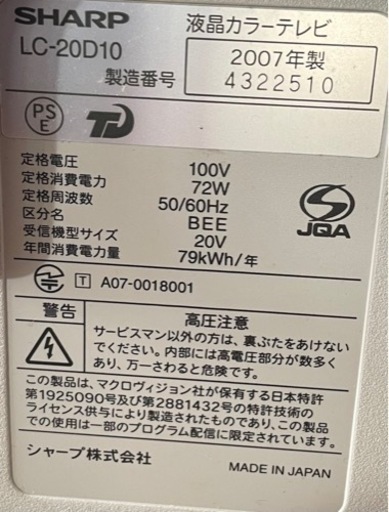 SHARP 液晶カラーテレビ
LC-20D10 2007年製
製造番号 4322510
PS
E
定格電圧 100V
定格消費電力 72W
定格周波数 50/60Hz
区分名 BEE
受信機型サイズ 20V
年間消費電力量 79kWh/年
JQA
T A07-0018001
警告 高圧注意
サービスマン以外の方は、裏ぶたをあけない
でください。内部には高電圧部分が数多く
あり、万一さわると危険です。
この製品は、マクロヴィジョン社が保有する日本特許
第1925090号及び第2881432号の特許技術の
ライセンス供与により製造されたものであり、この製品
での使用は一部のプログラム配信に限定されています。
シャープ株式会社 MADE IN JAPAN